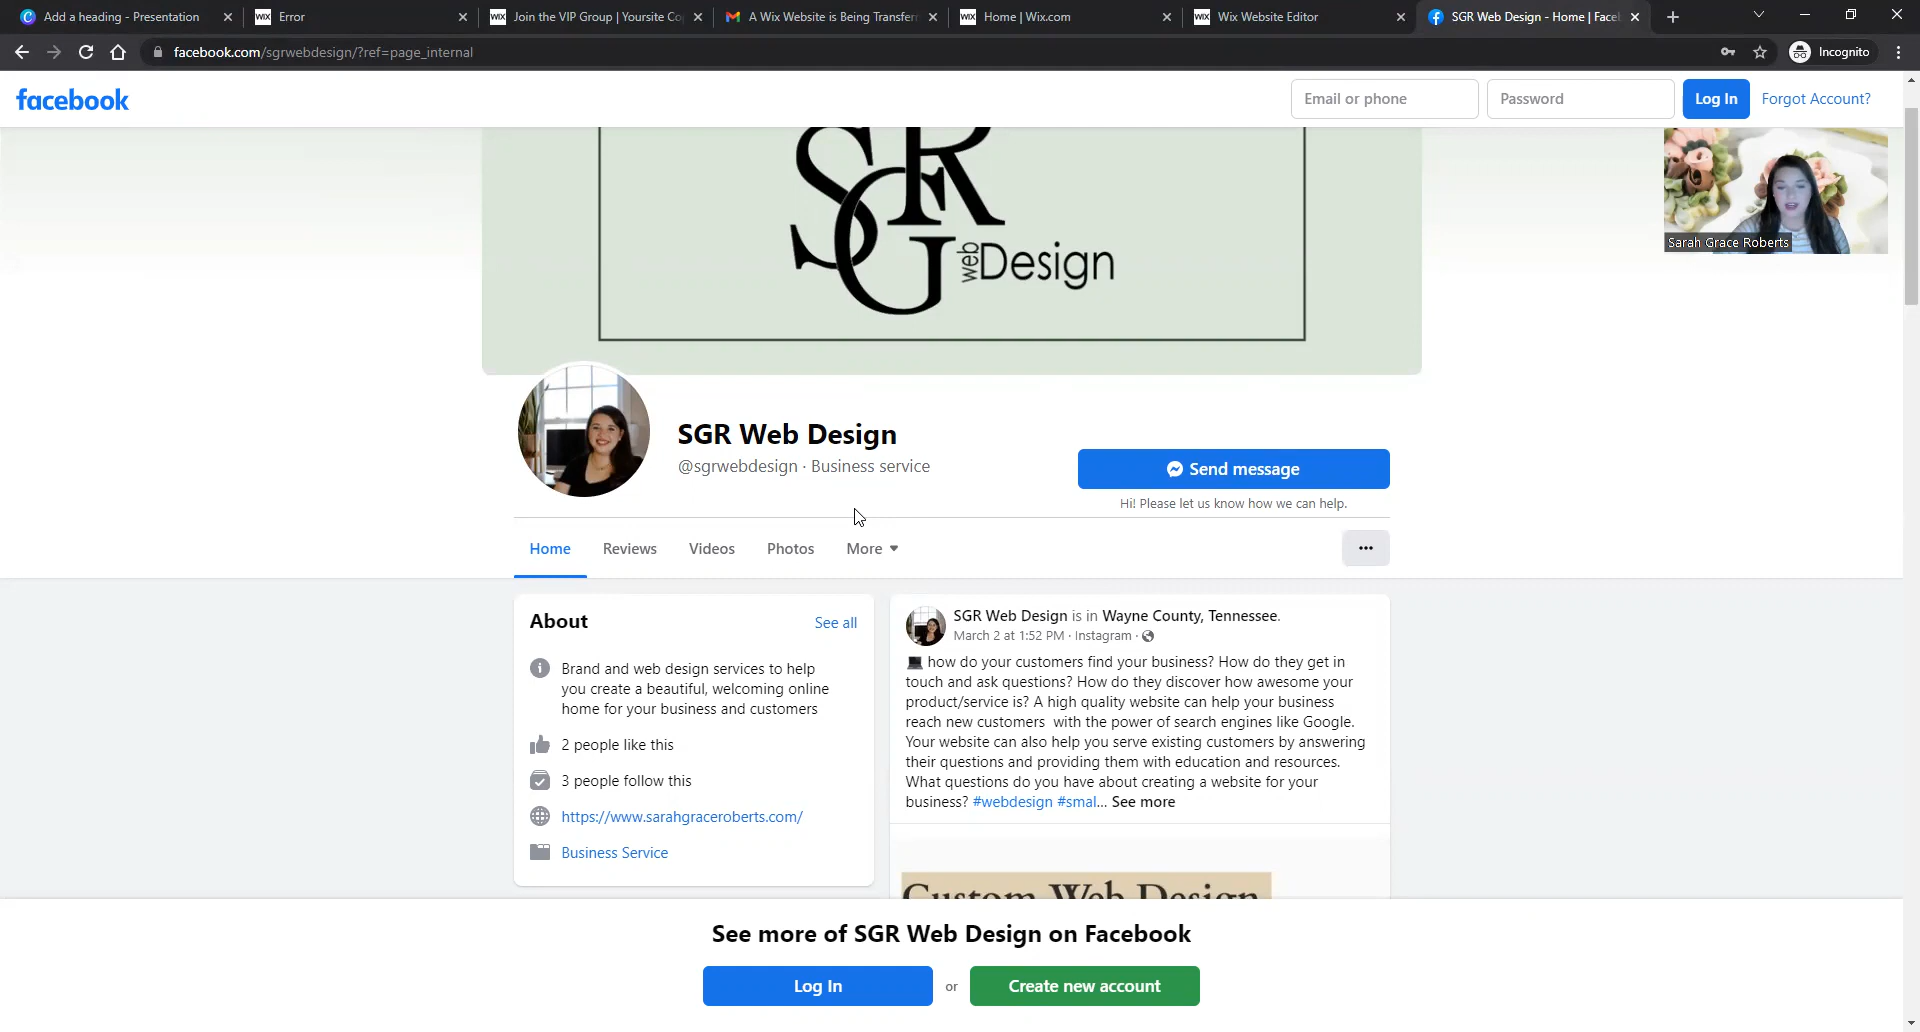 Add a heading - Presentation
WIX Error
WIX Join the VIP Group | Yoursite Co
A Wix Website is Being Transfer
WIX Home | Wix.com
WIX Wix Website Editor
SGR Web Design - Home | Facel
facebook.com/sgrwebdesign/?ref=page_internal
Incognito
facebook
Email or phone
Password
Log In
Forgot Account?
SGR
web Design
Sarah Grace Roberts
SGR Web Design
@sgrwebdesign · Business service
Send message
Hi! Please let us know how we can help.
Home
Reviews
Videos
Photos
More
About
See all
Brand and web design services to help
you create a beautiful, welcoming online
home for your business and customers
2 people like this
3 people follow this
https://www.sarahgraceroberts.com/
Business Service
SGR Web Design is in Wayne County, Tennessee.
March 2 at 1:52 PM · Instagram ·
how do your customers find your business? How do they get in
touch and ask questions? How do they discover how awesome your
product/service is? A high quality website can help your business
reach new customers with the power of search engines like Google.
Your website can also help you serve existing customers by answering
their questions and providing them with education and resources.
What questions do you have about creating a website for your
business? #webdesign #smal... See more
Custom Web Design
See more of SGR Web Design on Facebook
Log In
or
Create new account